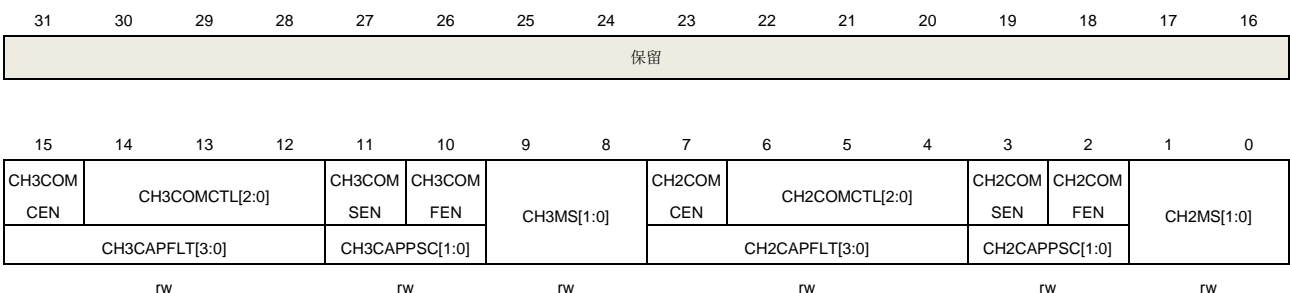 31 30 29 28 27 26 25 24 23 22 21 20 19 18 17 16
保留
15 14 13 12 11 10 9 8 7 6 5 4 3 2 1 0
CH3COM CEN CH3COMCTL[2:0] CH3COM SEN CH3COM FEN CH3MS[1:0] CH2COM CEN CH2COMCTL[2:0] CH2COM SEN CH2COM FEN CH2MS[1:0]
CH3CAPFLT[3:0] CH3CAPPSC[1:0] CH2CAPFLT[3:0] CH2CAPPSC[1:0]
rw rw rw rw rw rw